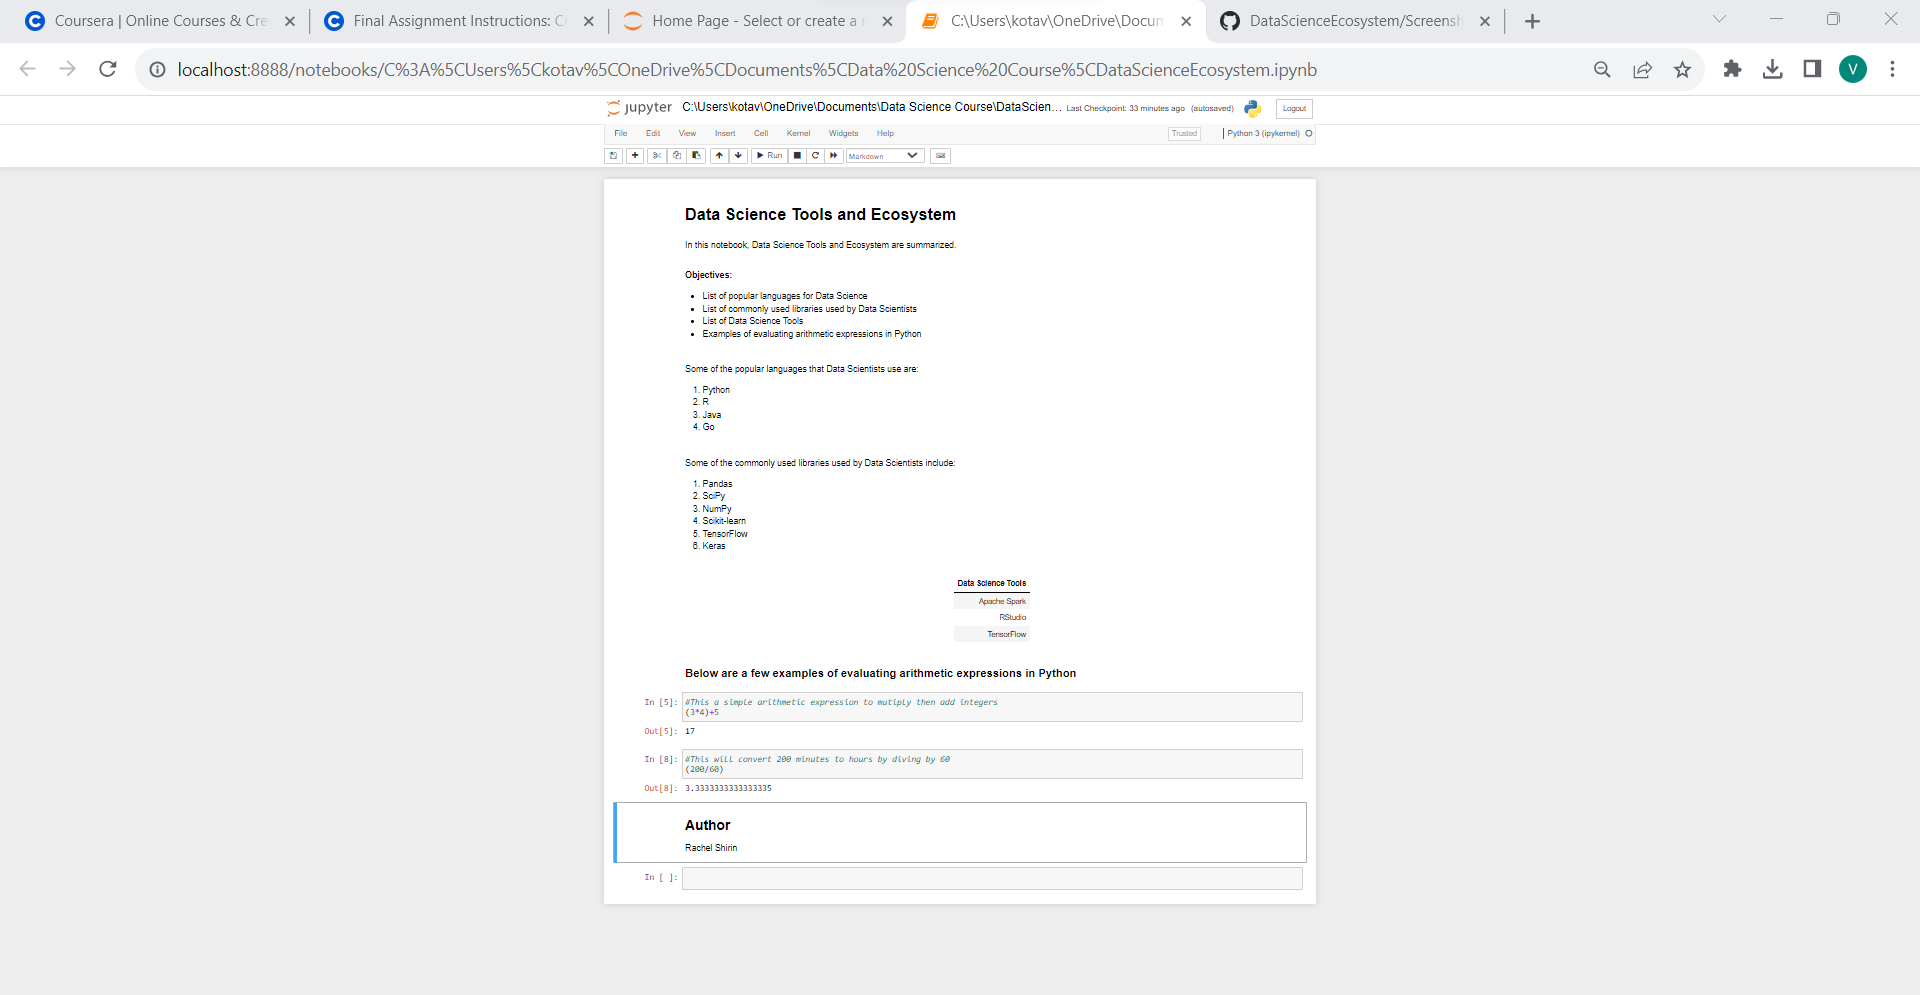 Coursera | Online Courses & Cre
Final Assignment Instructions: C
Home Page - Select or create a n
C:\Users\kotav\OneDrive\Docum
DataScienceEcosystem/Screensh
localhost:8888/notebooks/C%3A%5CUsers%5Ckotav%5COneDrive%5CDocuments%5CData%20Science%20Course%5CDataScienceEcosystem.ipynb
V
jupyter C:\Users\kotav\OneDrive\Documents\Data Science Course\DataScien... Last Checkpoint: 33 minutes ago (autosaved) Logout
File Edit View Insert Cell Kernel Widgets Help Trusted Python 3 (ipykernel)
Run Markdown
Data Science Tools and Ecosystem
In this notebook, Data Science Tools and Ecosystem are summarized.
Objectives:
• List of popular languages for Data Science
• List of commonly used libraries used by Data Scientists
• List of Data Science Tools
• Examples of evaluating arithmetic expressions in Python
Some of the popular languages that Data Scientists use are:
1. Python
2. R
3. Java
4. Go
Some of the commonly used libraries used by Data Scientists include:
1. Pandas
2. SciPy
3. NumPy
4. Scikit-learn
5. TensorFlow
6. Keras
Data Science Tools
Apache Spark
RStudio
TensorFlow
Below are a few examples of evaluating arithmetic expressions in Python
In [5]: #This a simple arithmetic expression to mutiply then add integers
(3*4)+5
Out[5]: 17
In [8]: #This will convert 200 minutes to hours by diving by 60
(200/60)
Out[8]: 3.3333333333333335
Author
Rachel Shirin
In [ ]: